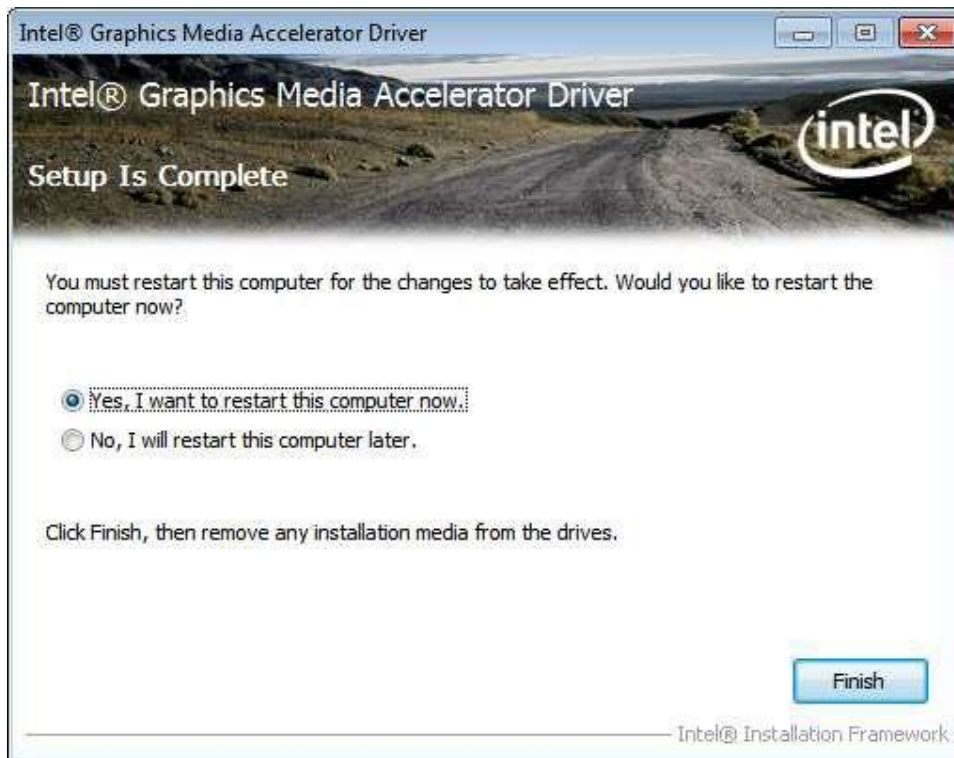 Intel® Graphics Media Accelerator Driver
Intel® Graphics Media Accelerator Driver
intel
Setup Is Complete
You must restart this computer for the changes to take effect. Would you like to restart the
computer now?
Yes, I want to restart this computer now.
No, I will restart this computer later.
Click Finish, then remove any installation media from the drives.
Finish
Intel® Installation Framework